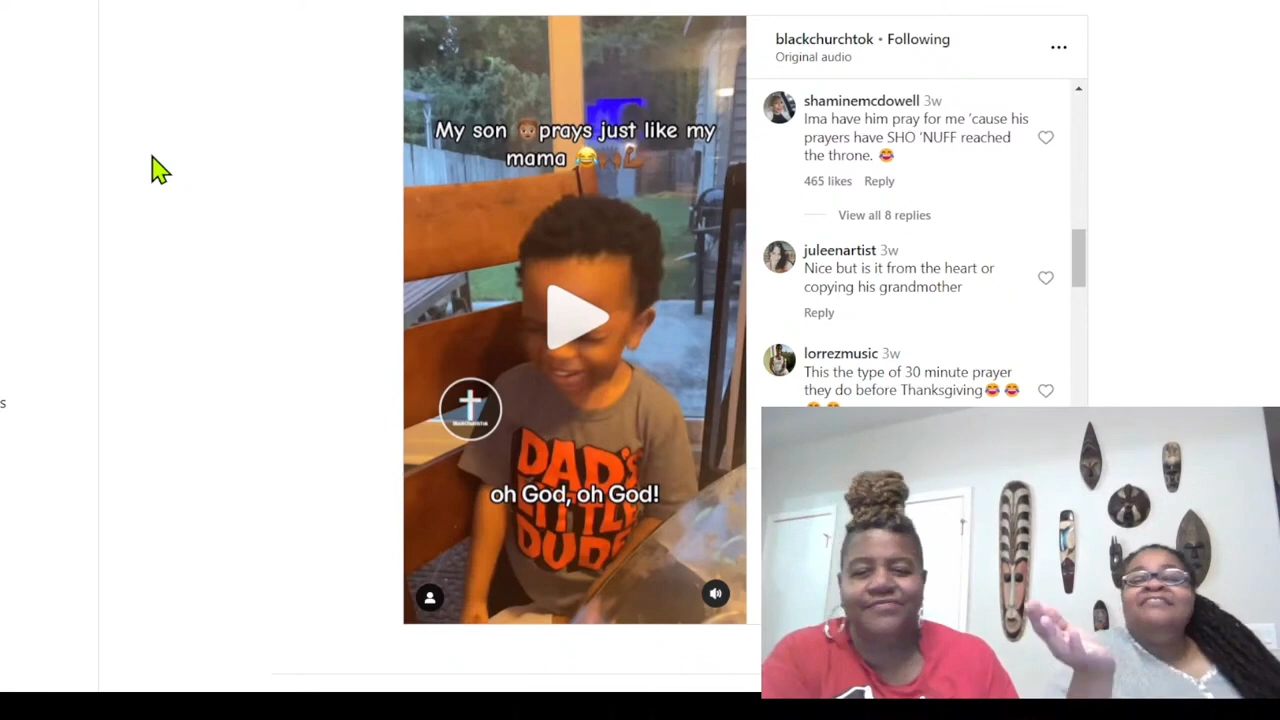 My son 👦🏽prays just like my
mama 😂🙌🏾💪🏾
oh God, oh God!
DAD'S
LITTLE
DUDE
blackchurchtok • Following
Original audio
shaminemcdowell 3w
Ima have him pray for me 'cause his
prayers have SHO 'NUFF reached
the throne. 😂
465 likes Reply
View all 8 replies
juleenartist 3w
Nice but is it from the heart or
copying his grandmother
Reply
lorrezmusic 3w
This the type of 30 minute prayer
they do before Thanksgiving😂 😂
s